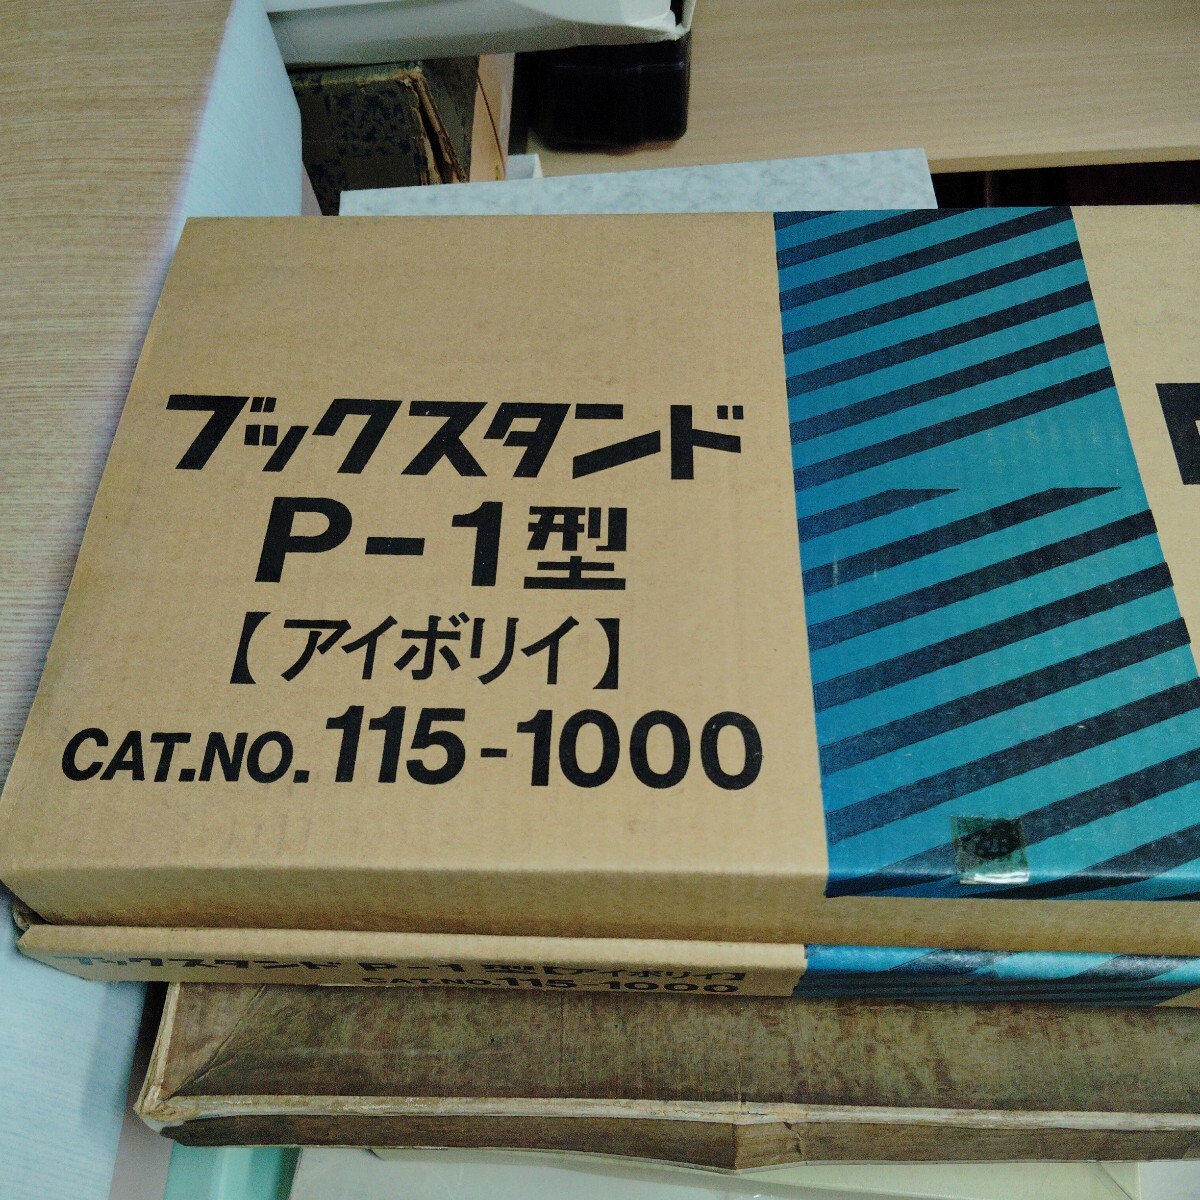 ブックスタンド
P-1型
【アイボリイ】
CAT.NO. 115-1000
ブックスタンド P-1型【アイボリイ】
CAT.NO.115-1000